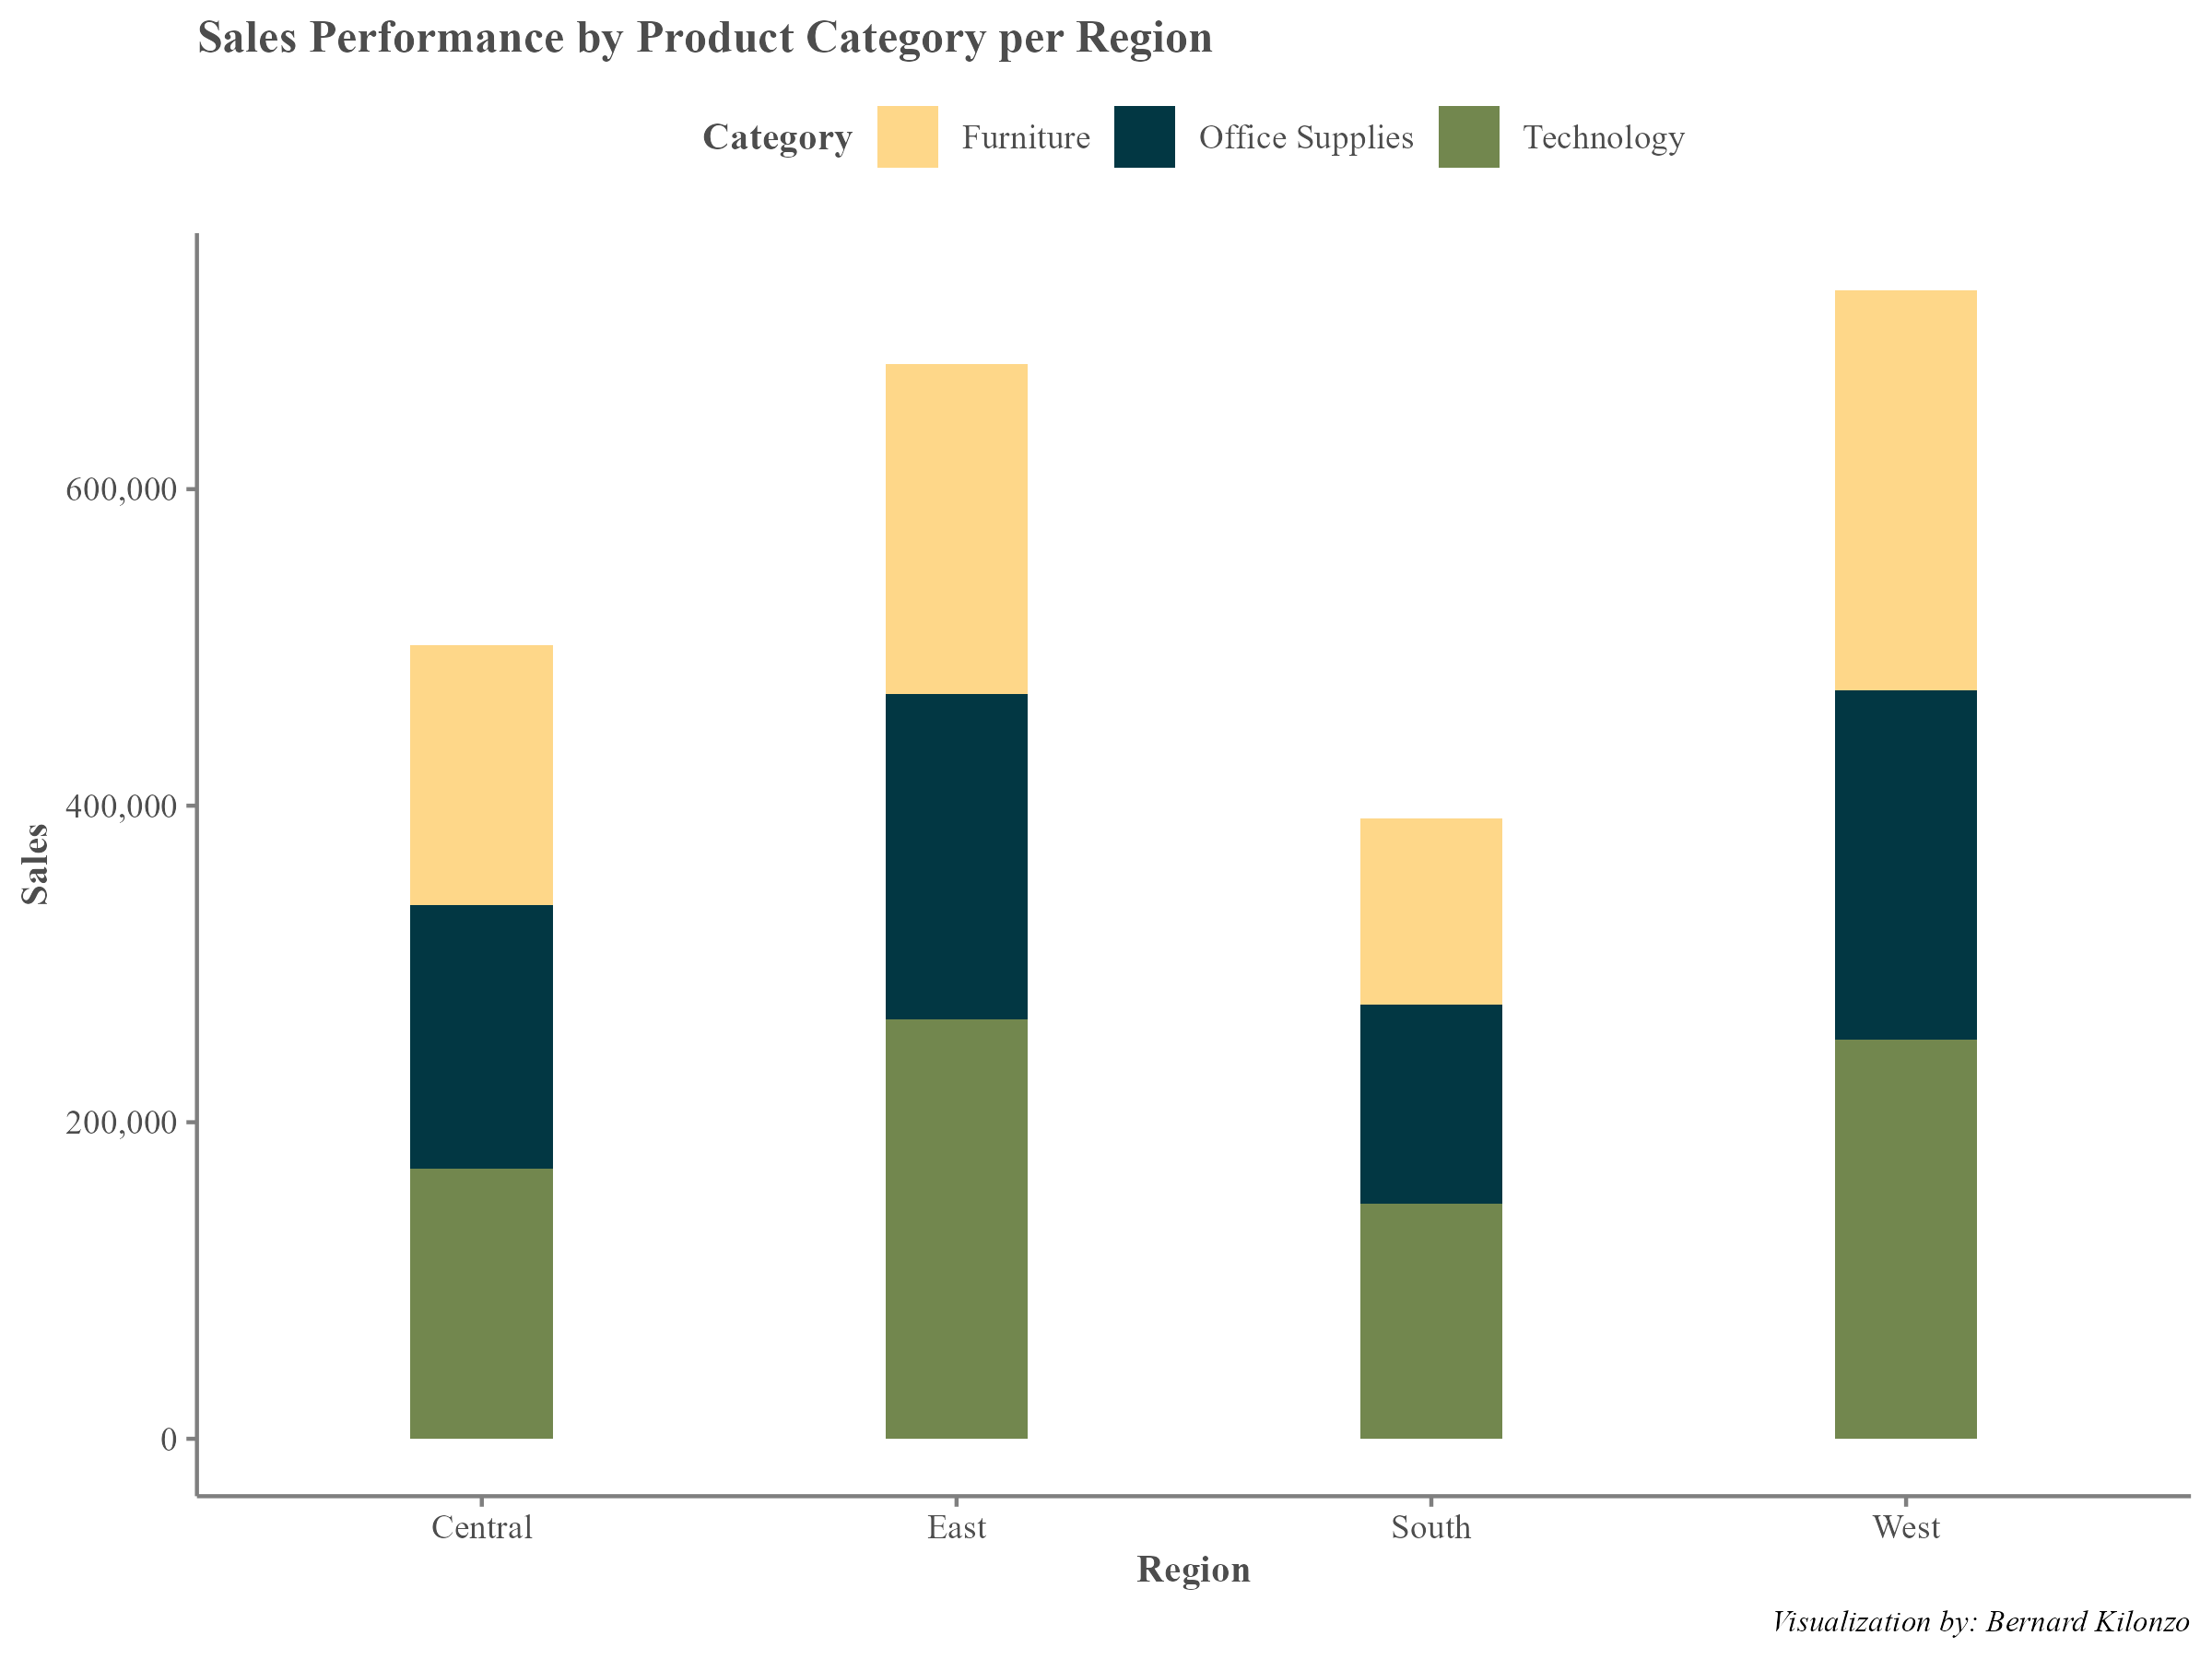 Sales Performance by Product Category per Region
Category Furniture Office Supplies Technology
Sales
600,000
400,000
200,000
0
Central East South West
Region
Visualization by: Bernard Kilonzo